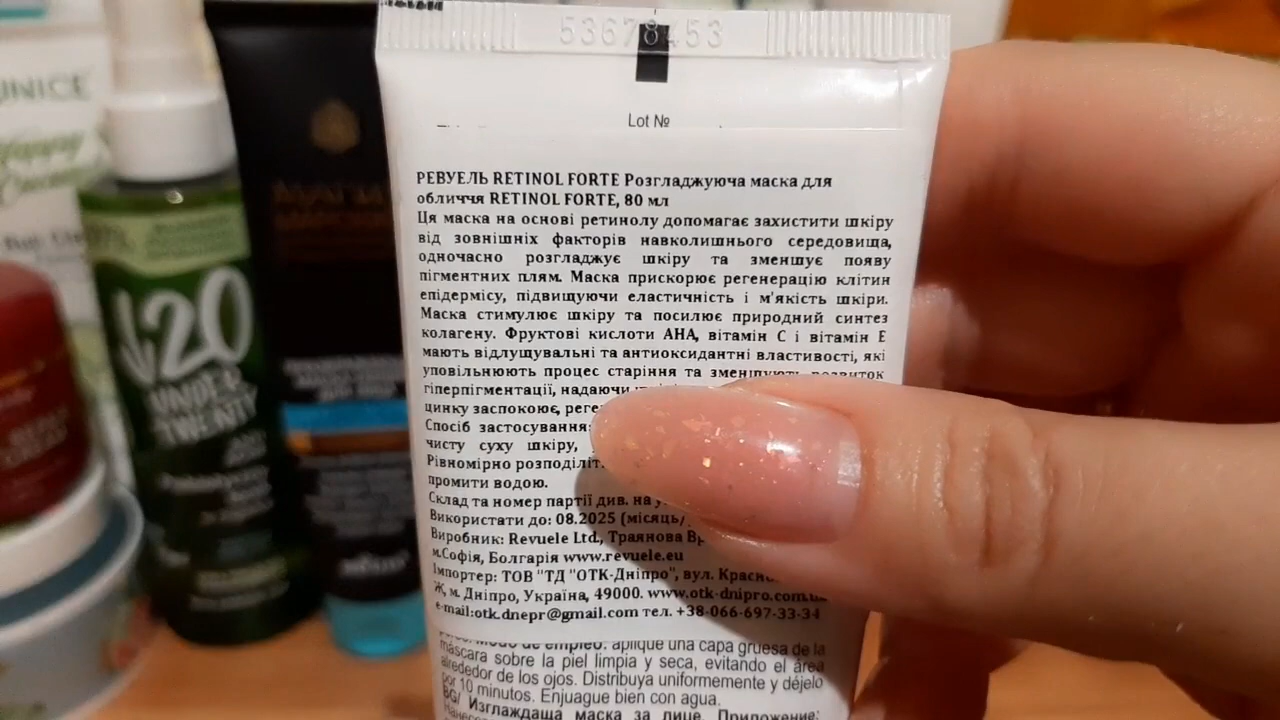 53678453
Lot №
РЕВУЕЛЬ RETINOL FORTE Розгладжуюча маска для
обличчя RETINOL FORTE, 80 мл
Ця маска на основі ретинолу допомагає захистити шкіру
від зовнішніх факторів навколишнього середовища,
одночасно розгладжує шкіру та зменшує появу
пігментних плям. Маска прискорює регенерацію клітин
епідермісу, підвищуючи еластичність і м'якість шкіри.
Маска стимулює шкіру та посилює природний синтез
колагену. Фруктові кислоти АНА, вітамін С і вітамін Е
мають відлущувальні та антиоксидантні властивості, які
уповільнюють процес старіння та зменшують розвиток
гіперпігментації, надаючи
цинку заспокоює,
Спосіб застосування:
чисту суху шкіру,
Рівномірно
промити водою.
Склад та номер партії див. на
Використати до: 08.2025 (місяць/
Виробник: Revuele Ltd, Траянова
м.Софія, Болгарія www.revuele.eu
Імпортер: ТОВ "ТД "ОТК-Дніпро", вул.
Ж, м. Дніпро, Україна, 49000. www.otk-dnipro.com.ua
e-mail:otk.dnepr@gmail.com тел. +38-066-697-33-34
Modo de empleo: aplique una capa gruesa de la
máscara sobre la piel limpia y seca, evitando el área
alrededor de los ojos. Distribuya uniformemente y déjelo
por 10 minutos. Enjuague bien con agua.
BG/ Изглаждаща маска за лице. Приложение:
20
UNDER
TWENTY